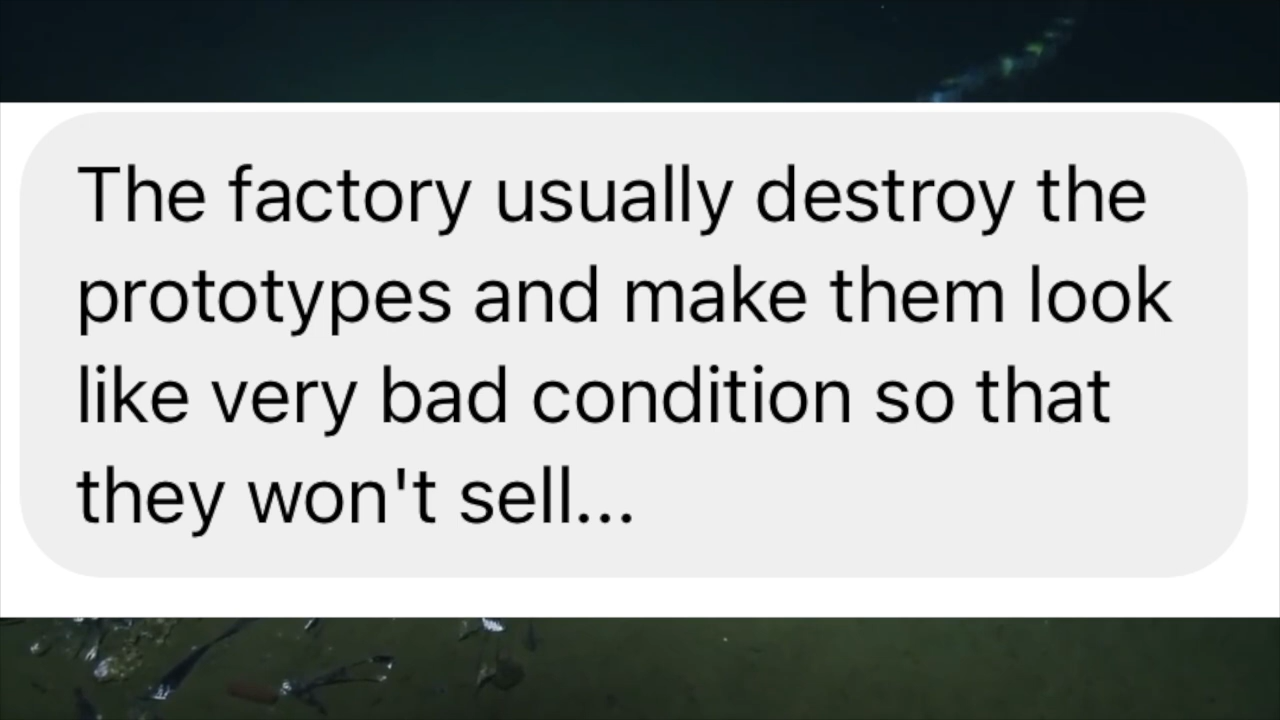 The factory usually destroy the
prototypes and make them look
like very bad condition so that
they won't sell...